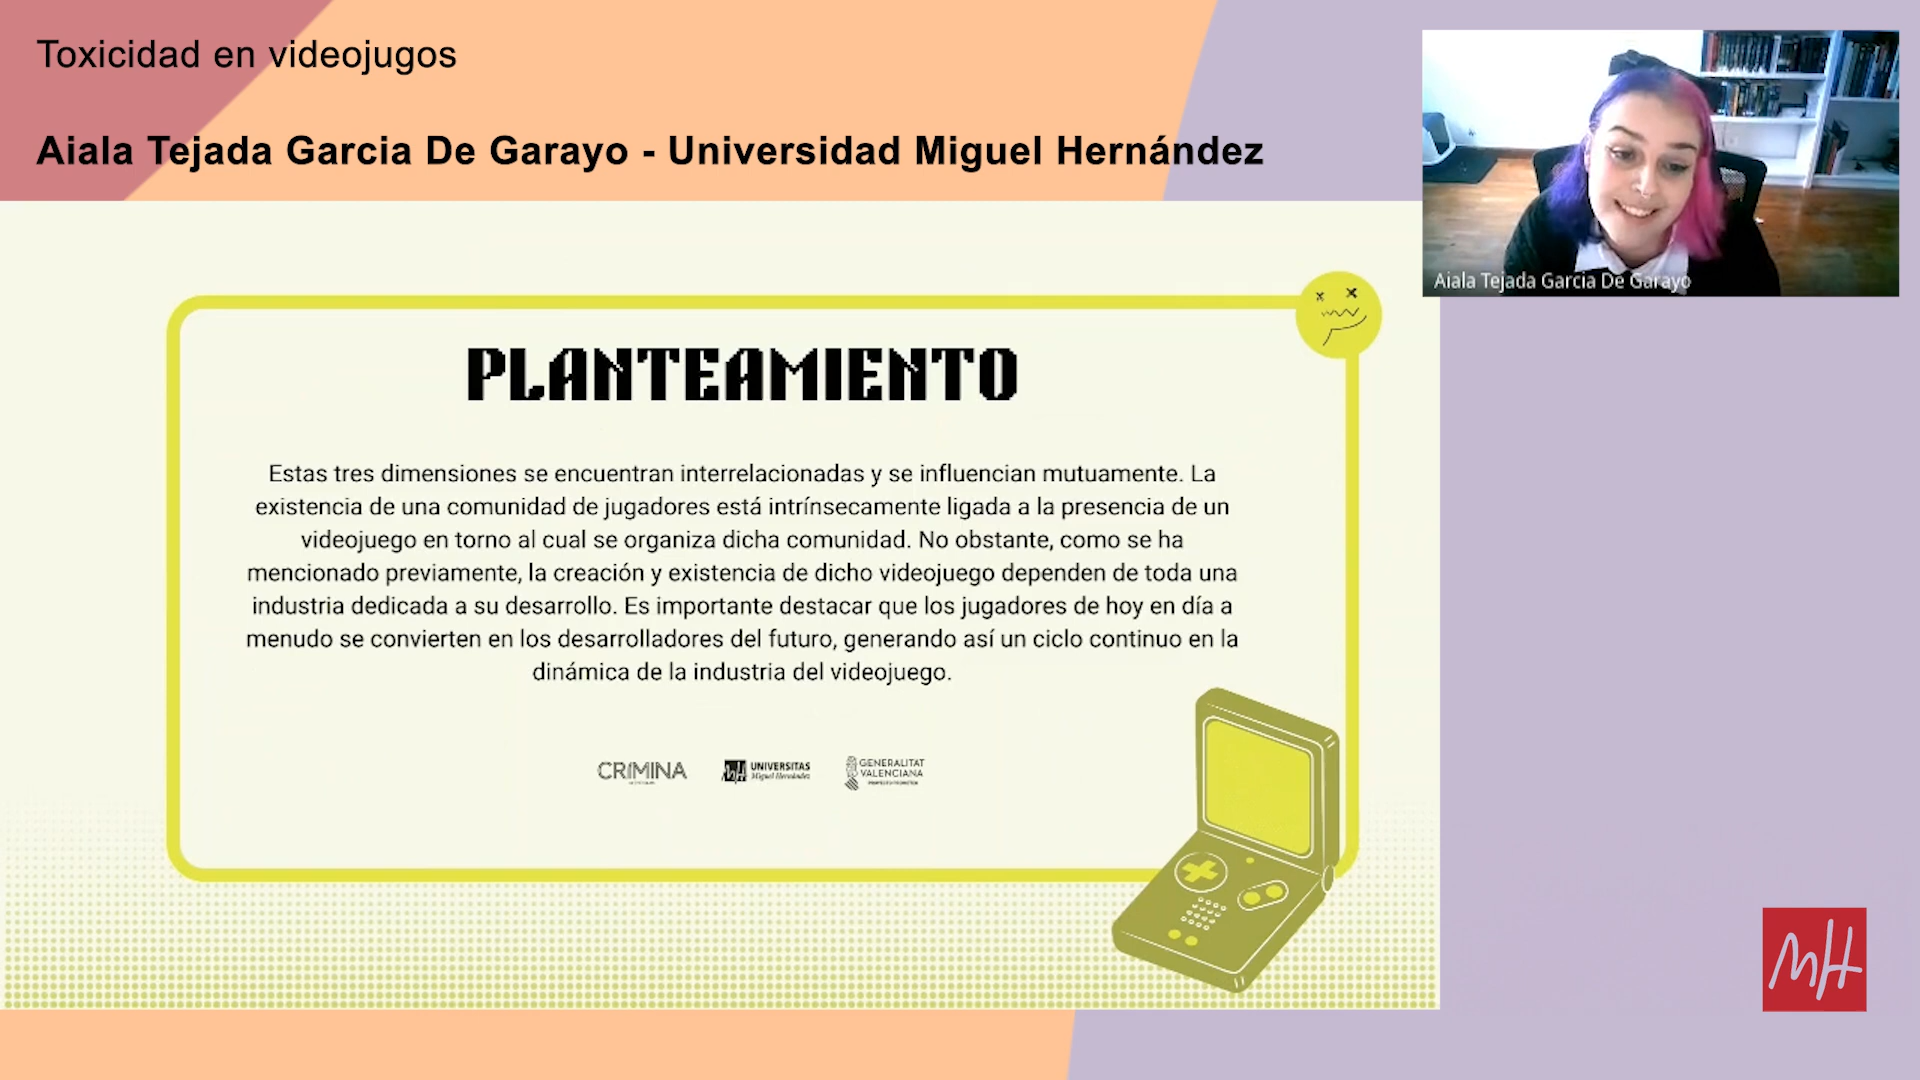 Toxicidad en videojugos
Aiala Tejada Garcia De Garayo - Universidad Miguel Hernández
Aiala Tejada Garcia De Garayo
PLANTEAMIENTO
Estas tres dimensiones se encuentran interrelacionadas y se influencian mutuamente. La
existencia de una comunidad de jugadores está intrínsecamente ligada a la presencia de un
videojuego en torno al cual se organiza dicha comunidad. No obstante, como se ha
mencionado previamente, la creación y existencia de dicho videojuego dependen de toda una
industria dedicada a su desarrollo. Es importante destacar que los jugadores de hoy en día a
menudo se convierten en los desarrolladores del futuro, generando así un ciclo continuo en la
dinámica de la industria del videojuego.
CRIMINA
MH UNIVERSITAS
Miguel Hernández
GENERALITAT
VALENCIANA
MH